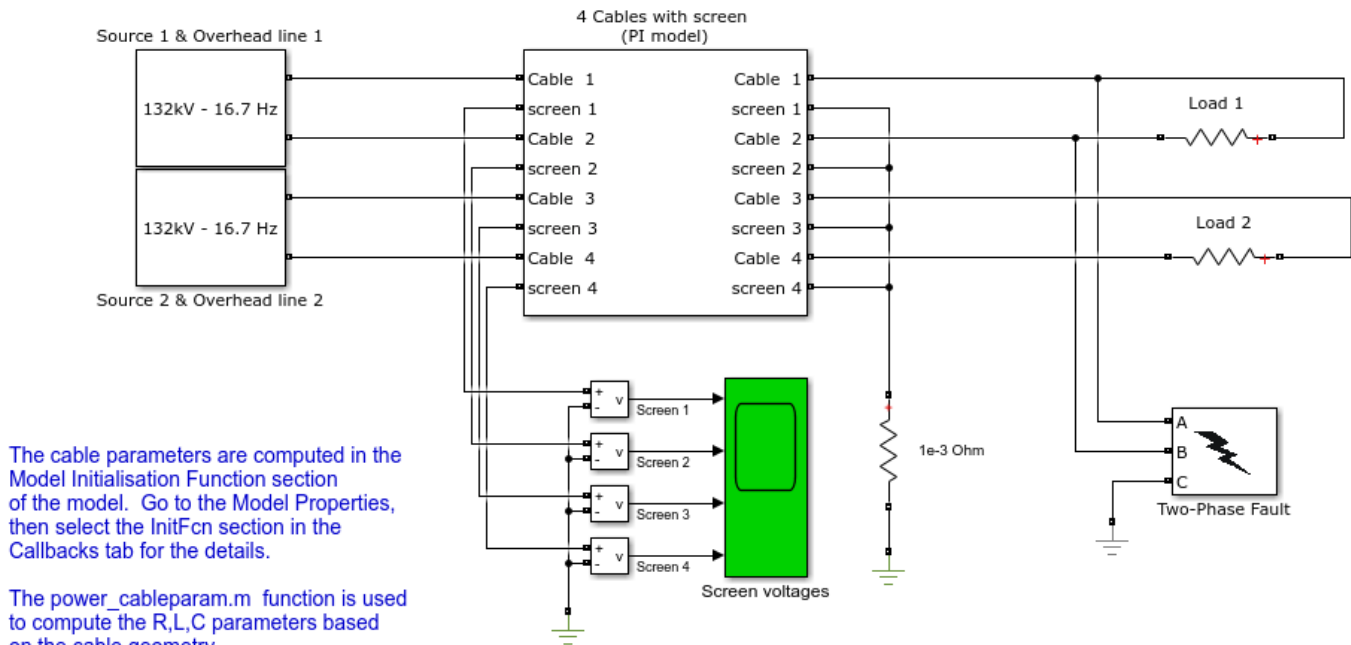 4 Cables with screen
(PI model)
Source 1 & Overhead line 1
132kV - 16.7 Hz
132kV - 16.7 Hz
Source 2 & Overhead line 2
Cable 1
screen 1
Cable 2
screen 2
Cable 3
screen 3
Cable 4
screen 4
Cable 1
screen 1
Cable 2
screen 2
Cable 3
screen 3
Cable 4
screen 4
Load 1
Load 2
+
-
v
Screen 1
+
-
v
Screen 2
+
-
v
Screen 3
+
-
v
Screen 4
Screen voltages
1e-3 Ohm
A
B
C
Two-Phase Fault
The cable parameters are computed in the
Model Initialisation Function section
of the model. Go to the Model Properties,
then select the InitFcn section in the
Callbacks tab for the details.
The power_cableparam.m function is used
to compute the R,L,C parameters based
on the cable geometry